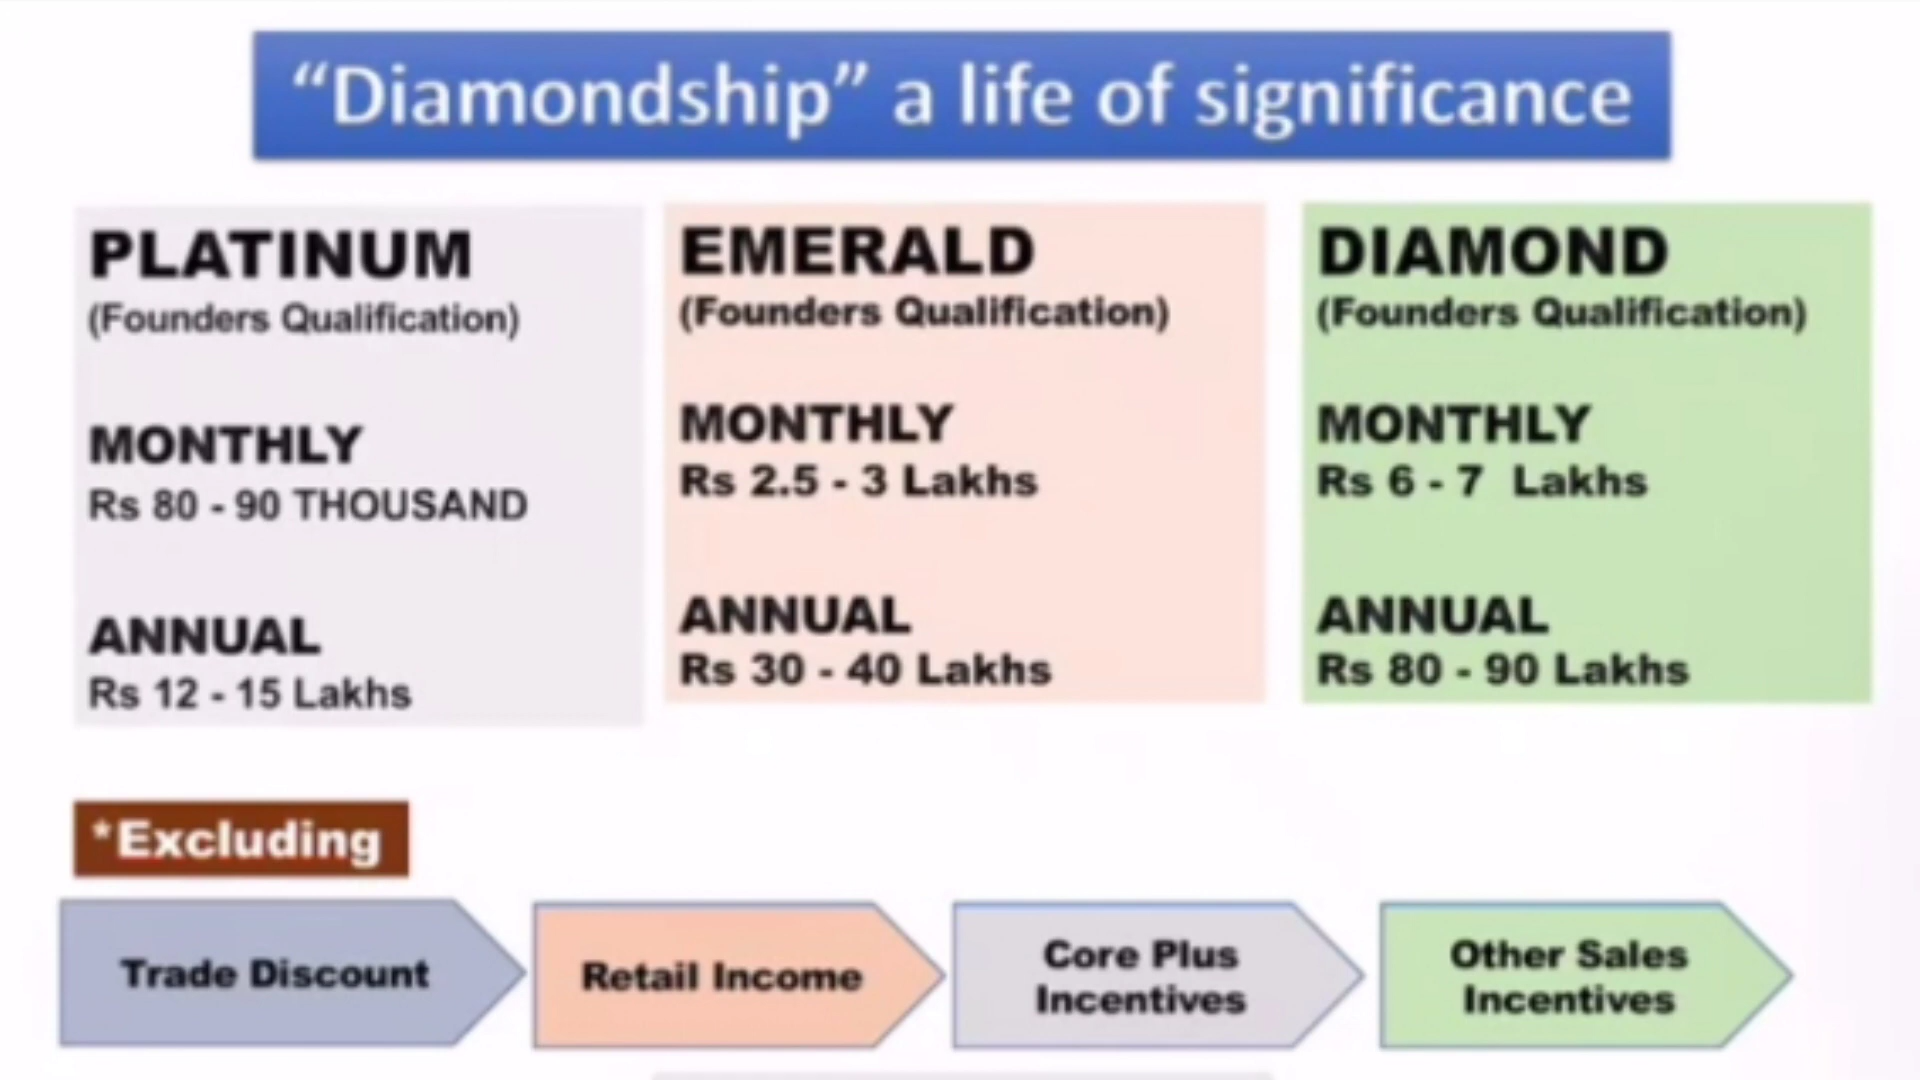 “Diamondship” a life of significance
PLATINUM
(Founders Qualification)
MONTHLY
Rs 80 - 90 THOUSAND
ANNUAL
Rs 12 - 15 Lakhs
EMERALD
(Founders Qualification)
MONTHLY
Rs 2.5 - 3 Lakhs
ANNUAL
Rs 30 - 40 Lakhs
DIAMOND
(Founders Qualification)
MONTHLY
Rs 6 - 7 Lakhs
ANNUAL
Rs 80 - 90 Lakhs
*Excluding
Trade Discount
Retail Income
Core Plus
Incentives
Other Sales
Incentives